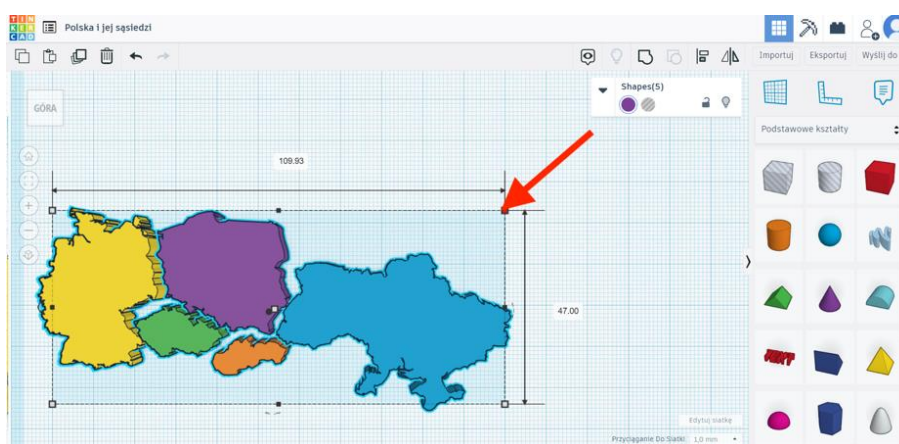 TIN
KER
CAD
Polska i jej sąsiedzi
Importuj
Eksportuj
Wyślij do
Shapes(5)
GÓRA
Podstawowe kształty
109.93
47.00
TEXT
Edytuj siatkę
Przyciąganie Do Siatki 1,0 mm